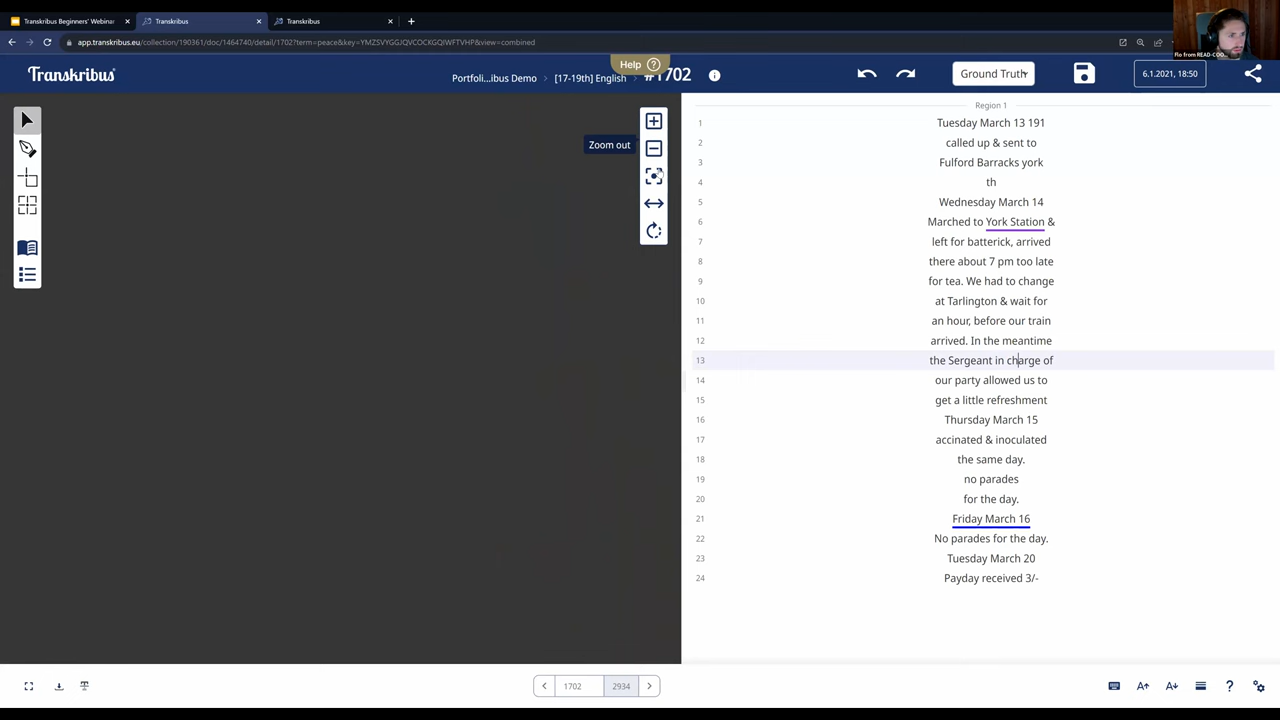 Transkribus Beginners' Webinar
Transkribus
Transkribus
app.transkribus.eu/collection/190361/doc/1464740/detail/1702?term=peace&key=YMZSVYGGJQVCOCKGQIWFTVHP&view=combined
Flo from READ-COO...
Transkribus
Portfoli...ibus Demo
[17-19th] English
#1702
Help
Ground Truth
6.1.2021, 18:50
Zoom out
Region 1
1 Tuesday March 13 191
2 called up & sent to
3 Fulford Barracks york
4 th
5 Wednesday March 14
6 Marched to York Station &
7 left for batterick, arrived
8 there about 7 pm too late
9 for tea. We had to change
10 at Tarlington & wait for
11 an hour, before our train
12 arrived. In the meantime
13 the Sergeant in charge of
14 our party allowed us to
15 get a little refreshment
16 Thursday March 15
17 accinated & inoculated
18 the same day.
19 no parades
20 for the day.
21 Friday March 16
22 No parades for the day.
23 Tuesday March 20
24 Payday received 3/-
1702
2934